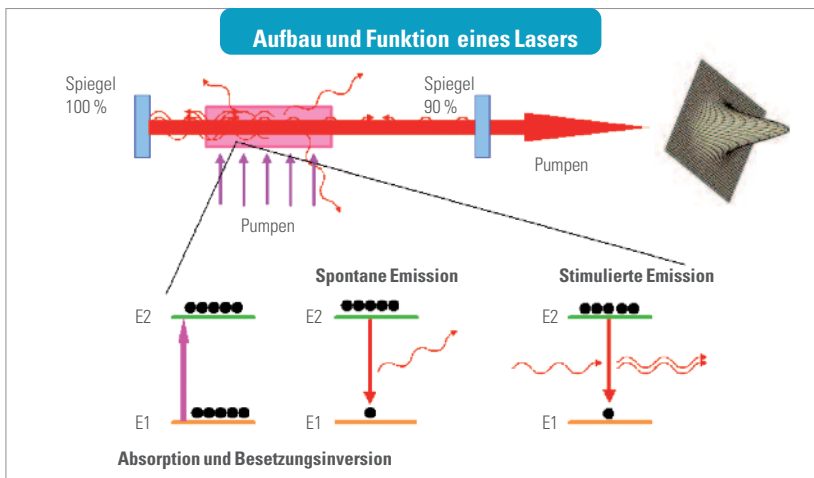 Aufbau und Funktion eines Lasers
Spiegel
100 %
Spiegel
90 %
Pumpen
Pumpen
Spontane Emission
Stimulierte Emission
E2
E2
E2
E1
E1
E1
Absorption und Besetzungsinversion